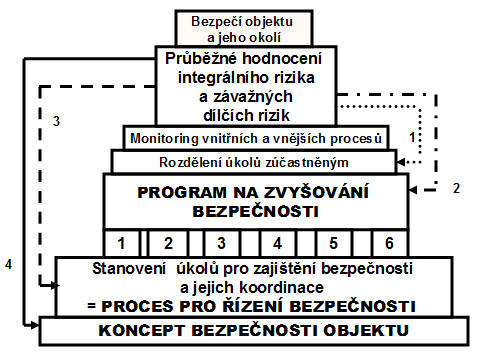 Bezpečí objektu
a jeho okolí
Průběžné hodnocení
integrálního rizika
a závažných
dílčích rizik
3
1
Monitoring vnitřních a vnějších procesů
Rozdělení úkolů zúčastněným
2
PROGRAM NA ZVYŠOVÁNÍ
BEZPEČNOSTI
1 2 3 4 5 6
4
Stanovení úkolů pro zajištění bezpečnosti
a jejich koordinace
= PROCES PRO ŘÍZENÍ BEZPEČNOSTI
KONCEPT BEZPEČNOSTI OBJEKTU